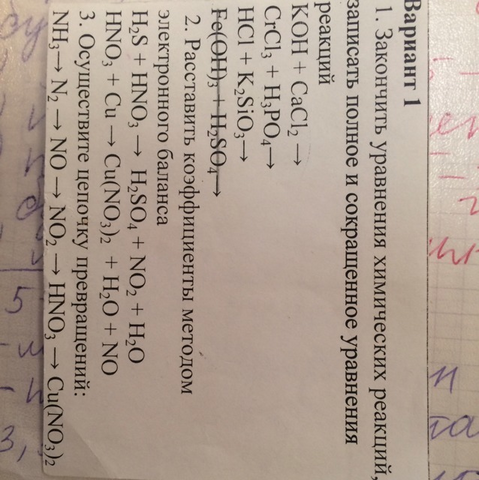 Вариант 1
1. Закончить уравнения химических реакций,
записать полное и сокращенное уравнения
реакций
KOH + CaCl₂ →
CrCl₃ + H₃PO₄→
HCl + K₂SiO₃→
Fe(OH)₃ + H₂SO₄→
2. Расставить коэффициенты методом
электронного баланса
H₂S + HNO₃ → H₂SO₄ + NO₂ + H₂O
HNO₃ + Cu → Cu(NO₃)₂ + H₂O + NO
3. Осуществите цепочку превращений:
NH₃→ N₂ → NO → NO₂ → HNO₃ → Cu(NO₃)₂